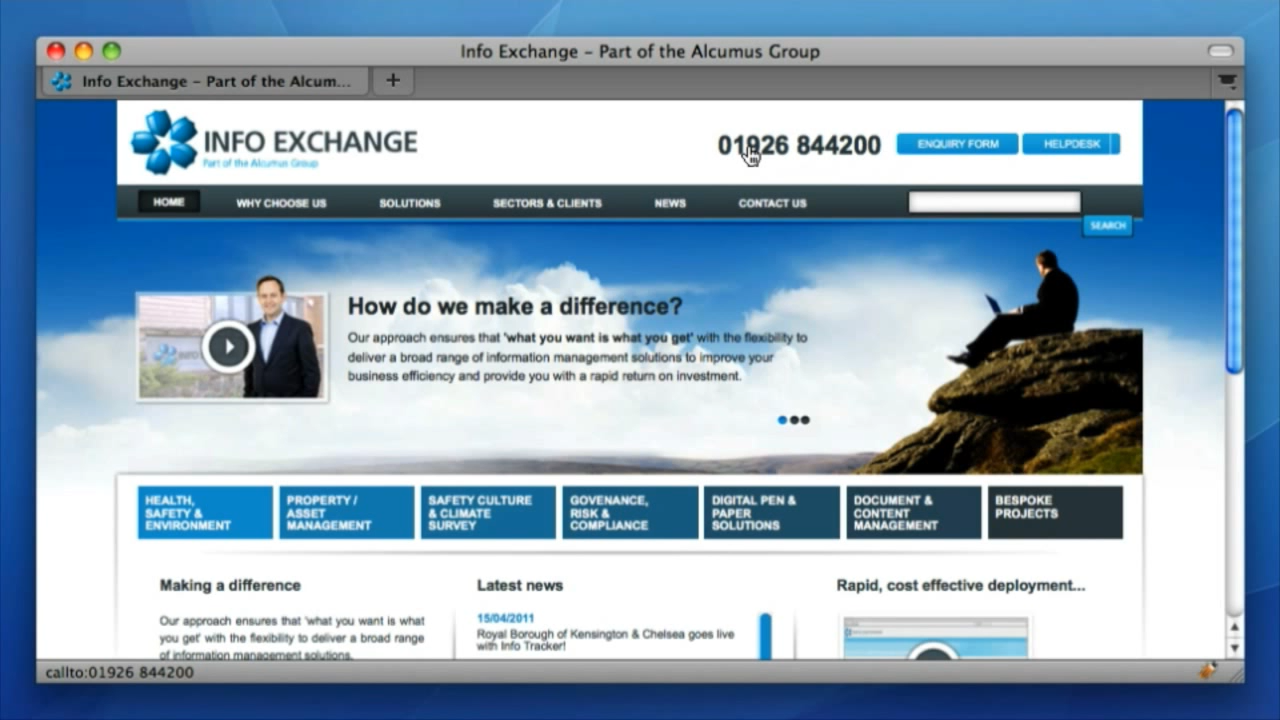 Info Exchange – Part of the Alcumus Group
Info Exchange – Part of the Alcum...
INFO EXCHANGE
Part of the Alcumus Group
01926 844200
ENQUIRY FORM
HELPDESK
HOME
WHY CHOOSE US
SOLUTIONS
SECTORS & CLIENTS
NEWS
CONTACT US
SEARCH
How do we make a difference?
Our approach ensures that 'what you want is what you get' with the flexibility to
deliver a broad range of information management solutions to improve your
business efficiency and provide you with a rapid return on investment.
HEALTH,
SAFETY &
ENVIRONMENT
PROPERTY /
ASSET
MANAGEMENT
SAFETY CULTURE
& CLIMATE
SURVEY
GOVENANCE,
RISK &
COMPLIANCE
DIGITAL PEN &
PAPER
SOLUTIONS
DOCUMENT &
CONTENT
MANAGEMENT
BESPOKE
PROJECTS
Making a difference
Our approach ensures that 'what you want is what
you get' with the flexibility to deliver a broad range
of information management solutions.
Latest news
15/04/2011
Royal Borough of Kensington & Chelsea goes live
with Info Tracker!
Rapid, cost effective deployment...
callto:01926 844200